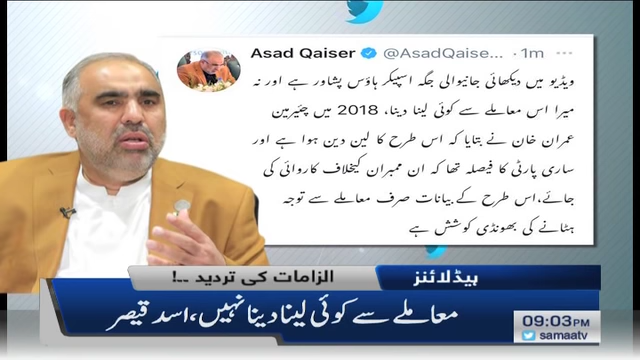 Asad Qaiser @AsadQaise... · 1m
ویڈیو میں دیکھائی جانیوالی جگہ اسپیکر ہاؤس پشاور ہے اور نہ
میرا اس معاملے سے کوئی لینا دینا، 2018 میں چئیرمین
عمران خان نے بتایا کہ اس طرح کا لین دین ہوا ہے اور
ساری پارٹی کا فیصلہ تھا کہ ان ممبران کیخلاف کاروائی کی
جائے،اس طرح کے بیانات صرف معاملے سے توجہ
ہٹانے کی بھونڈی کوشش ہے
ہیڈلائنز
الزامات کی تردید ..!
معاملے سے کوئی لینا دینا نہیں، اسد قیصر
09:03PM
samaatv